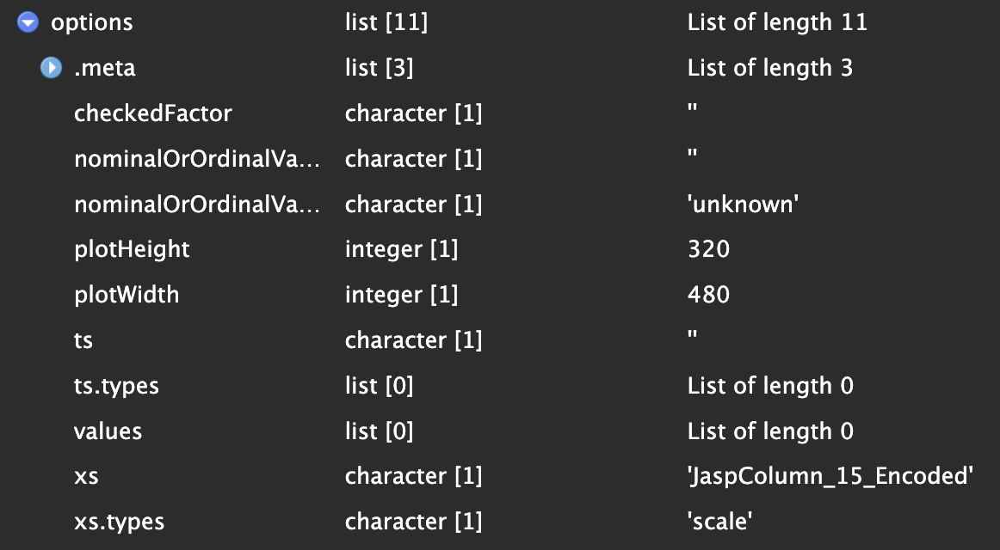 options list [11] List of length 11
.meta list [3] List of length 3
checkedFactor character [1] ''
nominalOrOrdinalVa... character [1] ''
nominalOrOrdinalVa... character [1] 'unknown'
plotHeight integer [1] 320
plotWidth integer [1] 480
ts character [1] ''
ts.types list [0] List of length 0
values list [0] List of length 0
xs character [1] 'JaspColumn_15_Encoded'
xs.types character [1] 'scale'